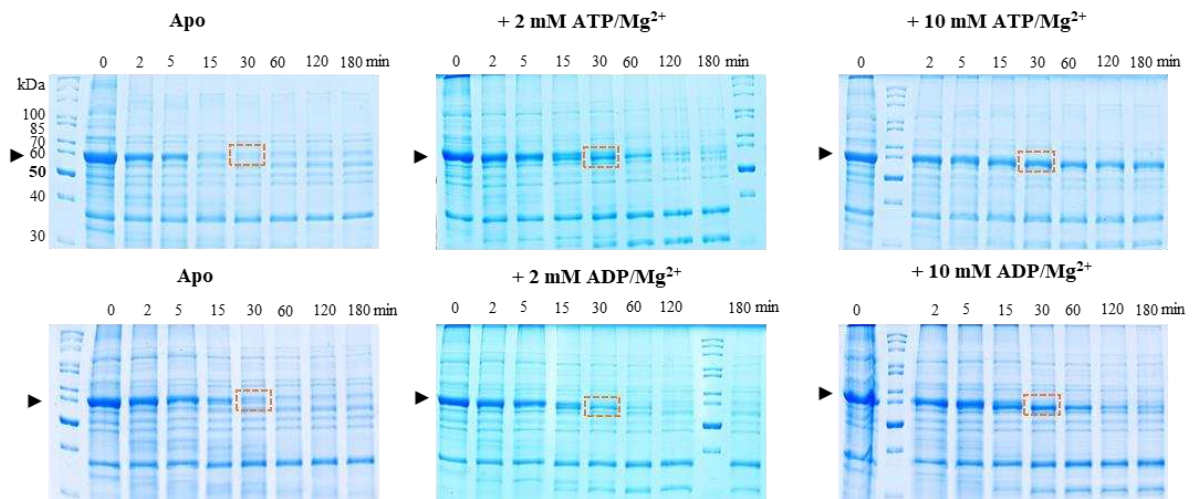 Apo
+ 2 mM ATP/Mg²⁺
+ 10 mM ATP/Mg²⁺
0 2 5 15 30 60 120 180 min
0 2 5 15 30 60 120 180 min
0 2 5 15 30 60 120 180 min
kDa
100
85
70
60
50
40
30
Apo
+ 2 mM ADP/Mg²⁺
+ 10 mM ADP/Mg²⁺
0 2 5 15 30 60 120 180 min
0 2 5 15 30 60 120 180 min
0 2 5 15 30 60 120 180 min